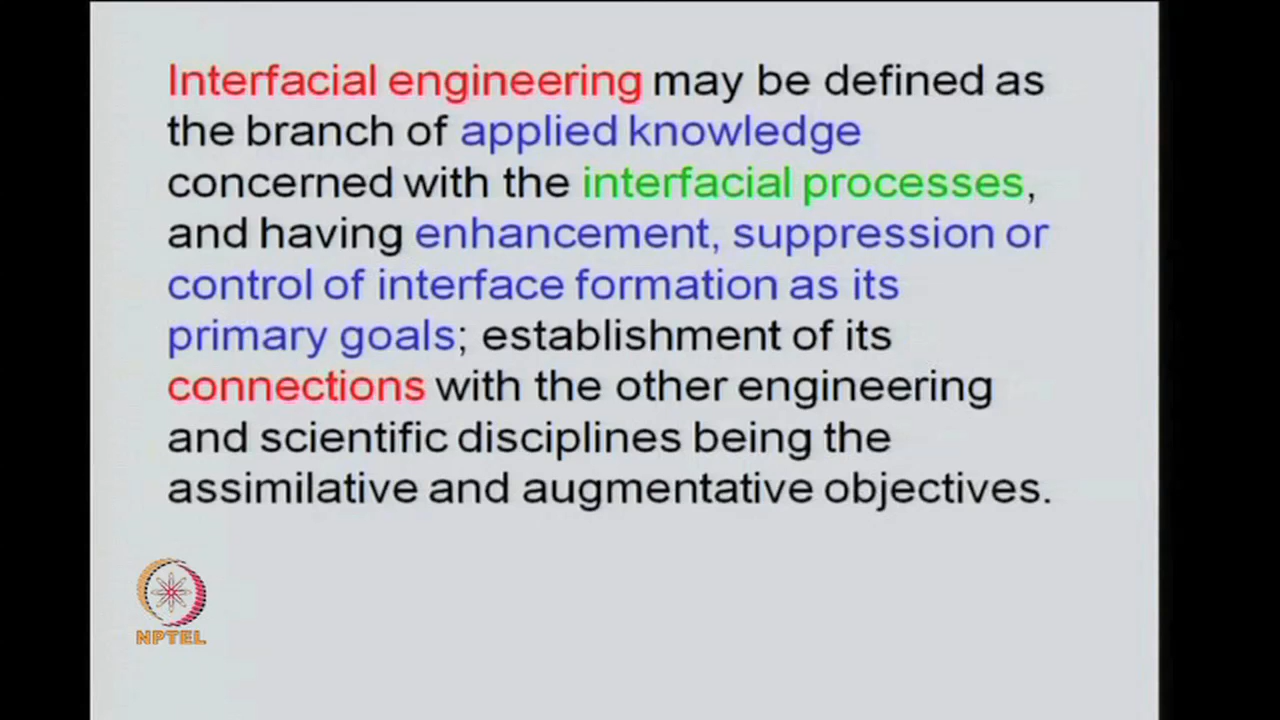 Interfacial engineering may be defined as
the branch of applied knowledge
concerned with the interfacial processes,
and having enhancement, suppression or
control of interface formation as its
primary goals; establishment of its
connections with the other engineering
and scientific disciplines being the
assimilative and augmentative objectives.
NPTEL